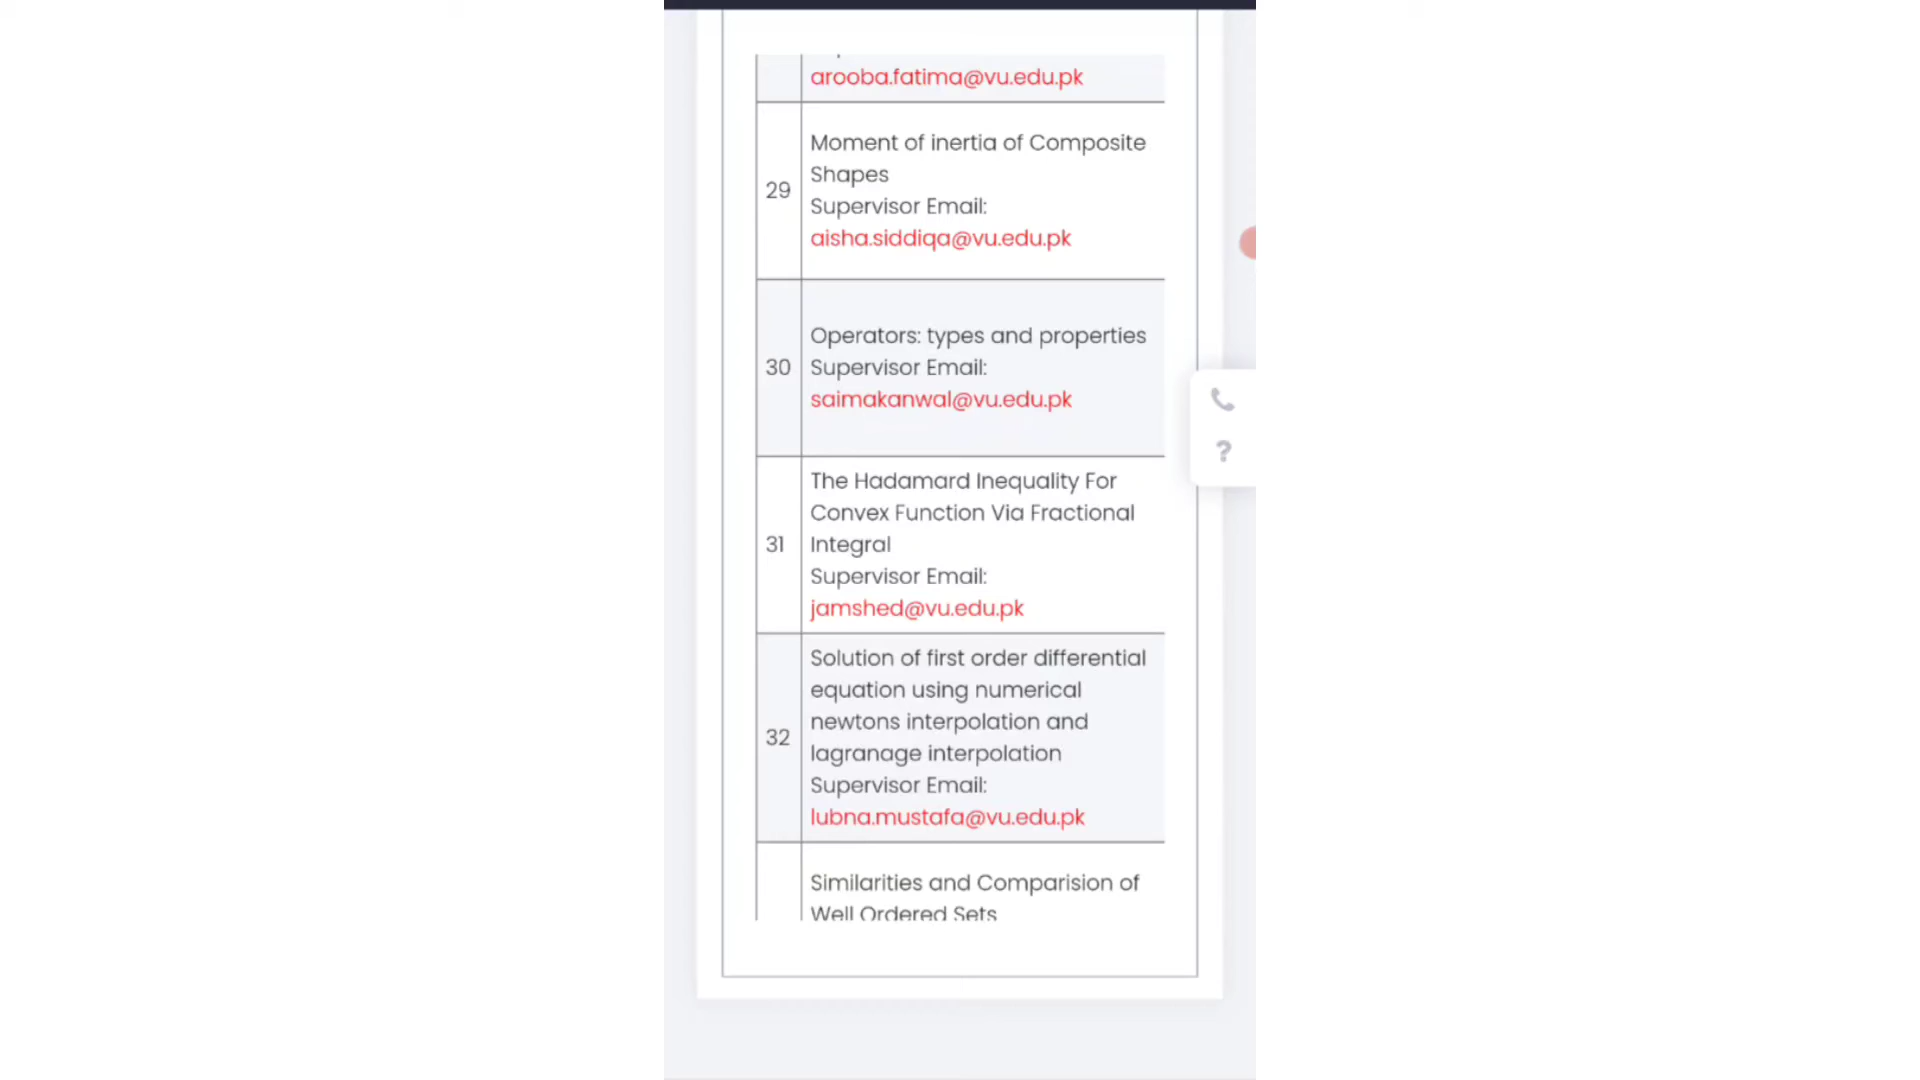 arooba.fatima@vu.edu.pk
Moment of inertia of Composite
Shapes
29
Supervisor Email:
aisha.siddiqa@vu.edu.pk
Operators: types and properties
30
Supervisor Email:
saimakanwal@vu.edu.pk
The Hadamard Inequality For
Convex Function Via Fractional
31
Integral
Supervisor Email:
jamshed@vu.edu.pk
Solution of first order differential
equation using numerical
newtons interpolation and
32
lagranage interpolation
Supervisor Email:
lubna.mustafa@vu.edu.pk
Similarities and Comparision of
Well Ordered Sets
?